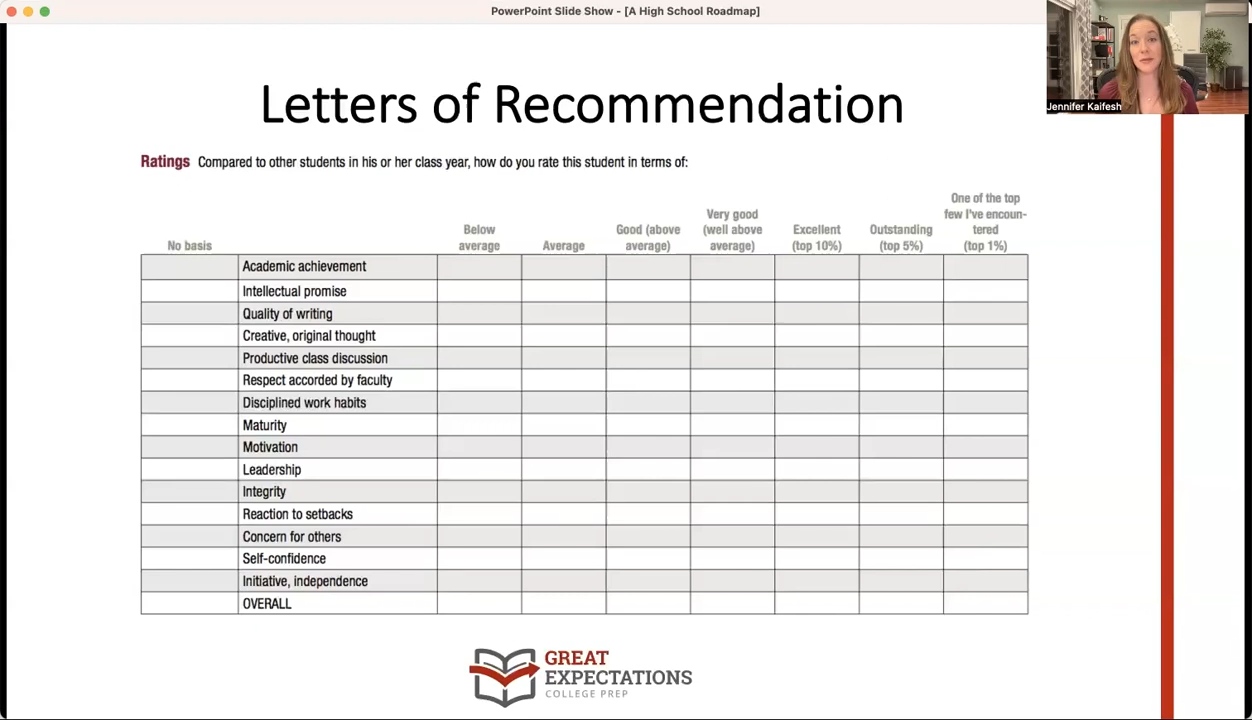 PowerPoint Slide Show - [A High School Roadmap]
Jennifer Kaifesh
Letters of Recommendation
Ratings Compared to other students in his or her class year, how do you rate this student in terms of:
No basis
Below
average
Average
Good (above
average)
Very good
(well above
average)
Excellent
(top 10%)
Outstanding
(top 5%)
One of the top
few I've encoun-
tered
(top 1%)
Academic achievement
Intellectual promise
Quality of writing
Creative, original thought
Productive class discussion
Respect accorded by faculty
Disciplined work habits
Maturity
Motivation
Leadership
Integrity
Reaction to setbacks
Concern for others
Self-confidence
Initiative, independence
OVERALL
GREAT
EXPECTATIONS
COLLEGE PREP